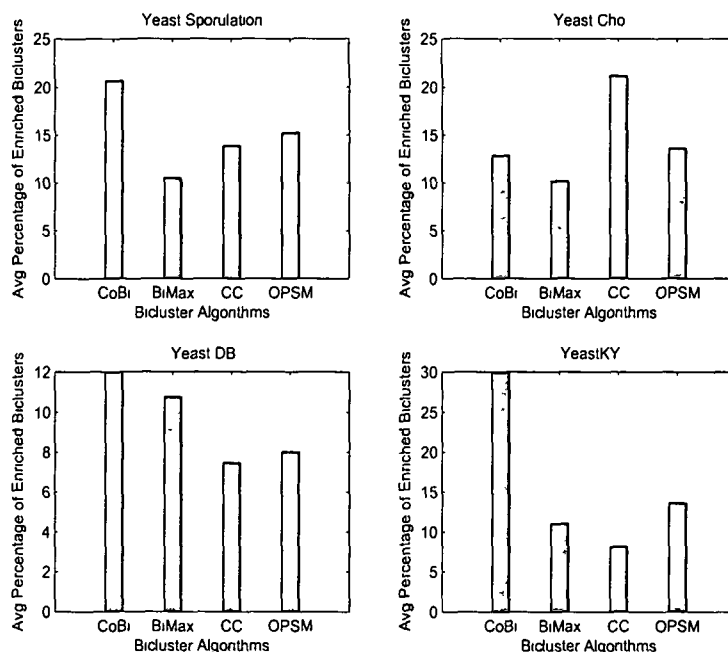 Yeast Sporulation
Avg Percentage of Enriched Biclusters
25
20
15
10
5
0
CoBi BiMax CC OPSM
Bicluster Algorithms
Yeast Cho
Avg Percentage of Enriched Biclusters
25
20
15
10
5
0
CoBi BiMax CC OPSM
Bicluster Algorithms
Yeast DB
Avg Percentage of Enriched Biclusters
12
10
8
6
4
2
0
CoBi BiMax CC OPSM
Bicluster Algorithms
YeastKY
Avg Percentage of Enriched Biclusters
30
25
20
15
10
5
0
CoBi BiMax CC OPSM
Bicluster Algorithms